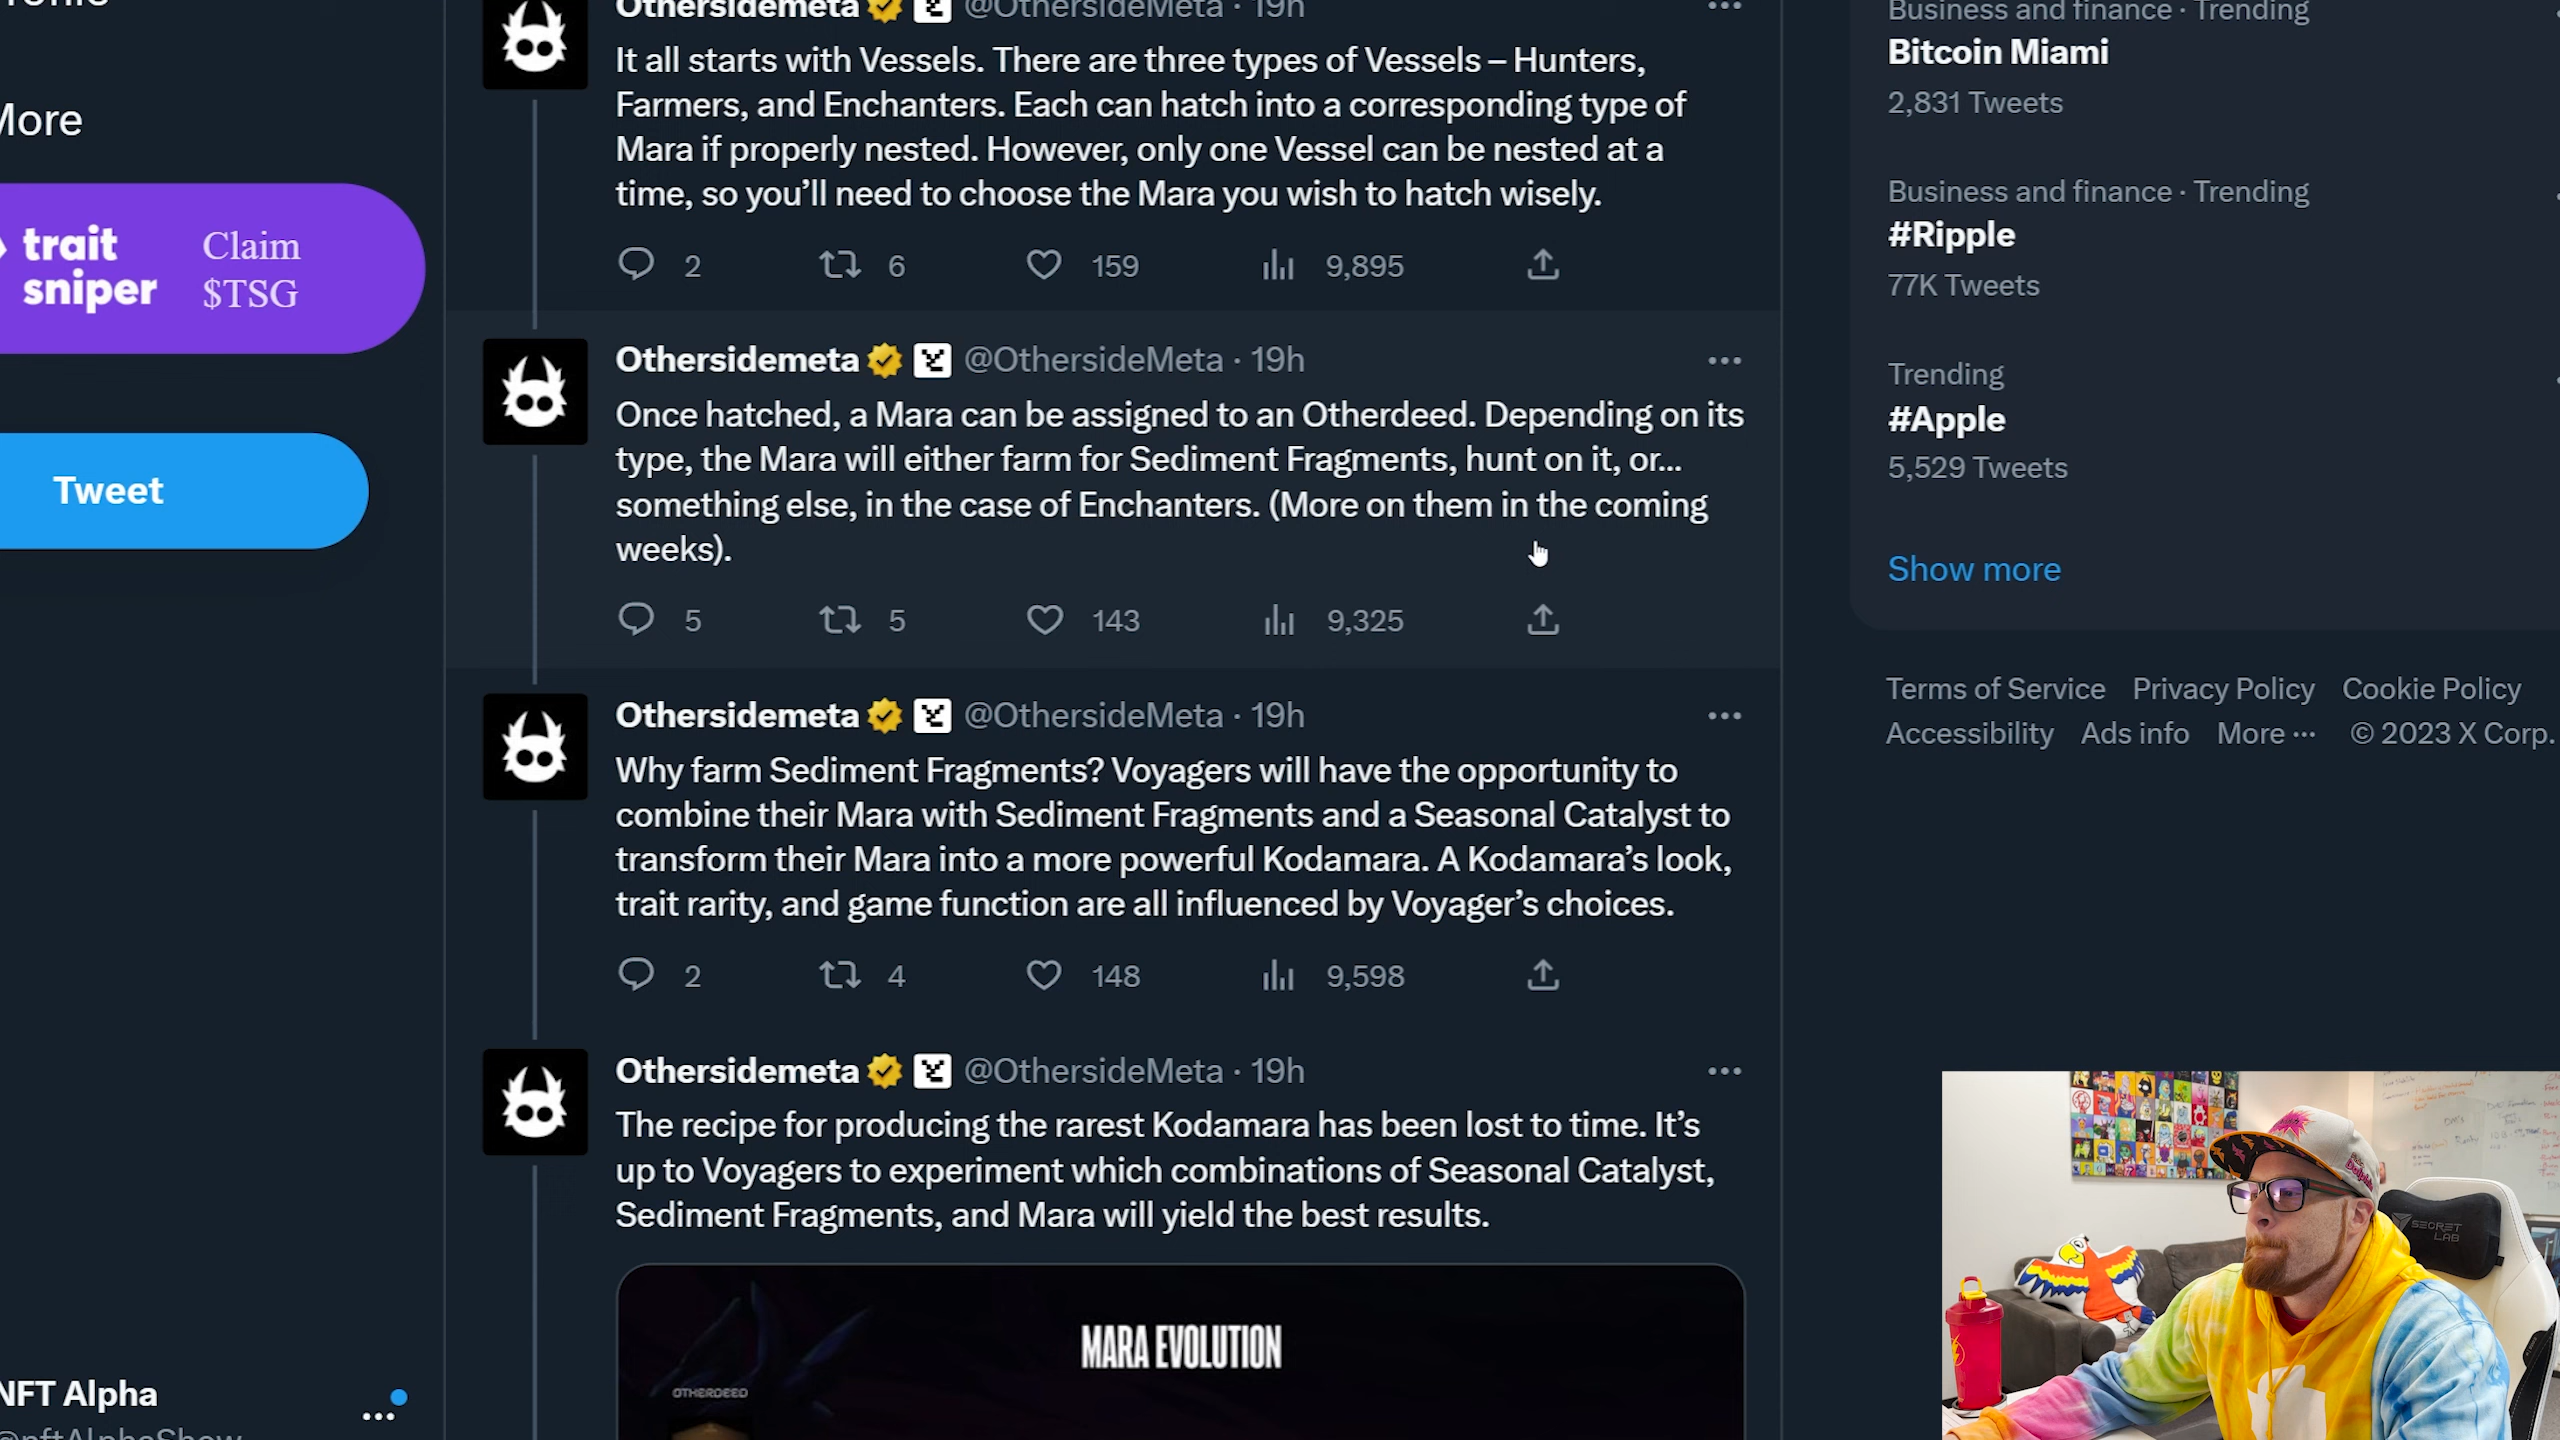 More
trait
sniper
Claim
$TSG
Tweet
NFT Alpha
@nftAlphaShow
Othersidemeta @OthersideMeta · 19h
It all starts with Vessels. There are three types of Vessels – Hunters,
Farmers, and Enchanters. Each can hatch into a corresponding type of
Mara if properly nested. However, only one Vessel can be nested at a
time, so you’ll need to choose the Mara you wish to hatch wisely.
2 6 159 9,895
Othersidemeta @OthersideMeta · 19h
Once hatched, a Mara can be assigned to an Otherdeed. Depending on its
type, the Mara will either farm for Sediment Fragments, hunt on it, or...
something else, in the case of Enchanters. (More on them in the coming
weeks).
5 5 143 9,325
Othersidemeta @OthersideMeta · 19h
Why farm Sediment Fragments? Voyagers will have the opportunity to
combine their Mara with Sediment Fragments and a Seasonal Catalyst to
transform their Mara into a more powerful Kodamara. A Kodamara’s look,
trait rarity, and game function are all influenced by Voyager’s choices.
2 4 148 9,598
Othersidemeta @OthersideMeta · 19h
The recipe for producing the rarest Kodamara has been lost to time. It’s
up to Voyagers to experiment which combinations of Seasonal Catalyst,
Sediment Fragments, and Mara will yield the best results.
MARA EVOLUTION
OTHERDEED
Business and finance · Trending
Bitcoin Miami
2,831 Tweets
Business and finance · Trending
#Ripple
77K Tweets
Trending
#Apple
5,529 Tweets
Show more
Terms of Service Privacy Policy Cookie Policy
Accessibility Ads info More ··· © 2023 X Corp.
SECRET
LAB